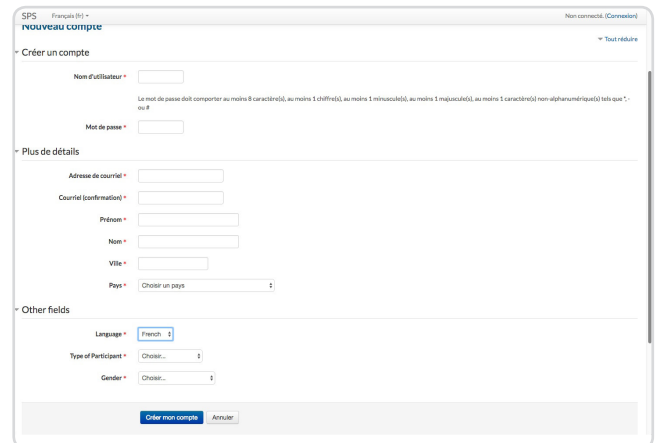 SPS Français (fr) Non connecté. (Connexion)
Nouveau compte
Tout réduire
Créer un compte
Nom d'utilisateur *
Le mot de passe doit comporter au moins 8 caractère(s), au moins 1 chiffre(s), au moins 1 minuscule(s), au moins 1 majuscule(s), au moins 1 caractère(s) non-alphanumérique(s) tels que *, -
ou #
Mot de passe *
Plus de détails
Adresse de courriel *
Courriel (confirmation) *
Prénom *
Nom *
Ville *
Pays * Choisir un pays
Other fields
Language * French
Type of Participant * Choisir...
Gender * Choisir...
Créer mon compte Annuler